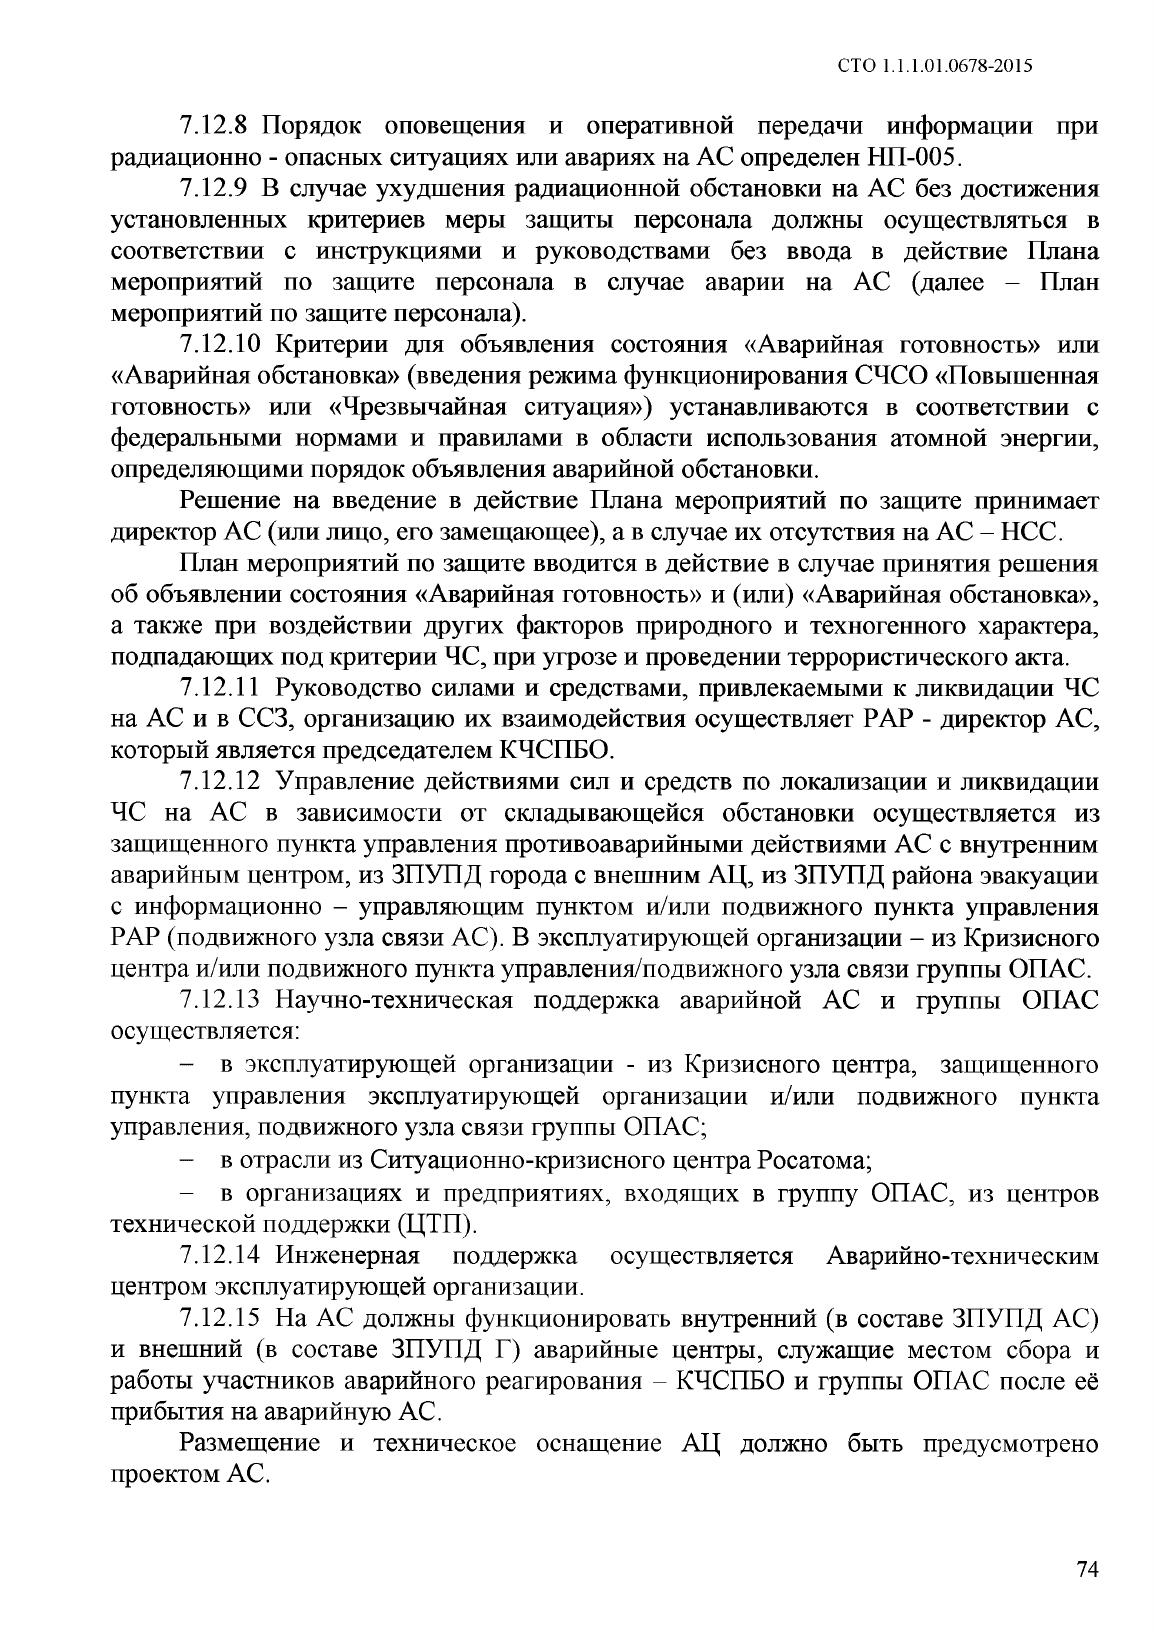 СТО 1.1.1.01.0678-2015
7.12.8 Порядок оповещения и оперативной передачи информации при
радиационно - опасных ситуациях или авариях на АС определен НП-005.
7.12.9 В случае ухудшения радиационной обстановки на АС без достижения
установленных критериев меры защиты персонала должны осуществляться в
соответствии с инструкциями и руководствами без ввода в действие Плана
мероприятий по защите персонала в случае аварии на АС (далее – План
мероприятий по защите персонала).
7.12.10 Критерии для объявления состояния «Аварийная готовность» или
«Аварийная обстановка» (введения режима функционирования СЧСО «Повышенная
готовность» или «Чрезвычайная ситуация») устанавливаются в соответствии с
федеральными нормами и правилами в области использования атомной энергии,
определяющими порядок объявления аварийной обстановки.
Решение на введение в действие Плана мероприятий по защите принимает
директор АС (или лицо, его замещающее), а в случае их отсутствия на АС – НСС.
План мероприятий по защите вводится в действие в случае принятия решения
об объявлении состояния «Аварийная готовность» и (или) «Аварийная обстановка»,
а также при воздействии других факторов природного и техногенного характера,
подпадающих под критерии ЧС, при угрозе и проведении террористического акта.
7.12.11 Руководство силами и средствами, привлекаемыми к ликвидации ЧС
на АС и в ССЗ, организацию их взаимодействия осуществляет РАР - директор АС,
который является председателем КЧСПБО.
7.12.12 Управление действиями сил и средств по локализации и ликвидации
ЧС на АС в зависимости от складывающейся обстановки осуществляется из
защищенного пункта управления противоаварийными действиями АС с внутренним
аварийным центром, из ЗПУПД города с внешним АЦ, из ЗПУПД района эвакуации
с информационно – управляющим пунктом и/или подвижного пункта управления
РАР (подвижного узла связи АС). В эксплуатирующей организации – из Кризисного
центра и/или подвижного пункта управления/подвижного узла связи группы ОПАС.
7.12.13 Научно-техническая поддержка аварийной АС и группы ОПАС
осуществляется:
– в эксплуатирующей организации - из Кризисного центра, защищенного
пункта управления эксплуатирующей организации и/или подвижного пункта
управления, подвижного узла связи группы ОПАС;
– в отрасли из Ситуационно-кризисного центра Росатома;
– в организациях и предприятиях, входящих в группу ОПАС, из центров
технической поддержки (ЦТП).
7.12.14 Инженерная поддержка осуществляется Аварийно-техническим
центром эксплуатирующей организации.
7.12.15 На АС должны функционировать внутренний (в составе ЗПУПД АС)
и внешний (в составе ЗПУПД Г) аварийные центры, служащие местом сбора и
работы участников аварийного реагирования – КЧСПБО и группы ОПАС после её
прибытия на аварийную АС.
Размещение и техническое оснащение АЦ должно быть предусмотрено
проектом АС.
74